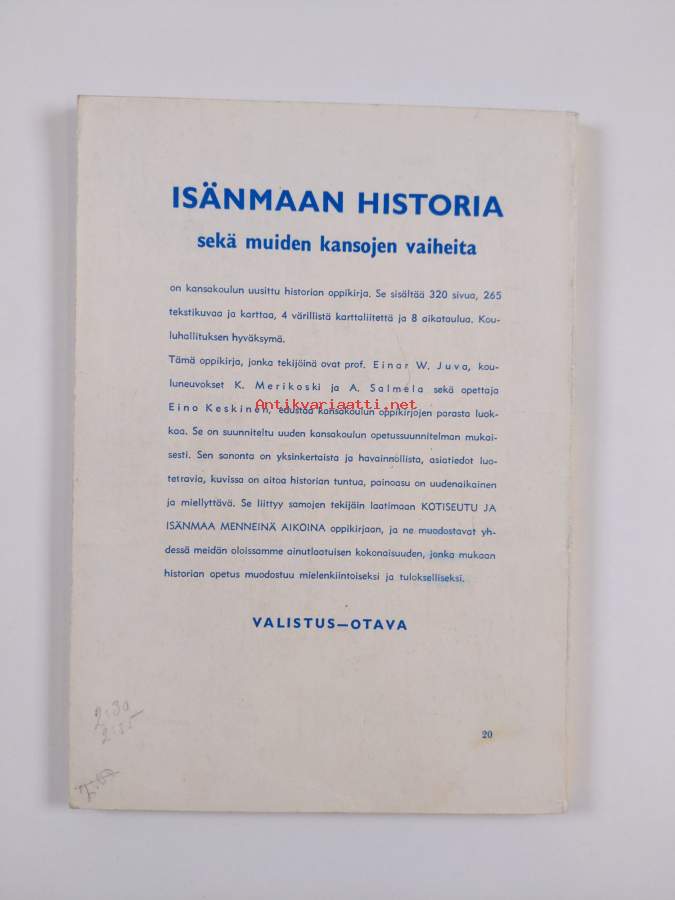 ISÄNMAAN HISTORIA
sekä muiden kansojen vaiheita
on kansakoulun uusittu historian oppikirja. Se sisältää 320 sivua, 265
tekstikuvaa ja karttaa, 4 värillistä karttaliitettä ja 8 aikataulua. Kou-
luhallituksen hyväksymä.
Tämä oppikirja, jonka tekijöinä ovat prof. Einar W. Juva, kou-
luneuvokset K. Merikoski ja A. Salmela sekä opettaja
Antikvariaatti.net
Eino Keskinen, edustaa kansakoulun oppikirjojen parasta luok-
kaa. Se on suunniteltu uuden kansakoulun opetussuunnitelman mukai-
sesti. Sen sanonta on yksinkertaista ja havainnollista, asiatiedot luo-
tettavia, kuvissa on aitoa historian tuntua, painoasu on uudenaikainen
ja miellyttävä. Se liittyy samojen tekijäin laatimaan KOTISEUTU JA
ISÄNMAA MENNEINÄ AIKOINA oppikirjaan, ja ne muodostavat yh-
dessä meidän oloissamme ainutlaatuisen kokonaisuuden, jonka mukaan
historian opetus muodostuu mielenkiintoiseksi ja tulokselliseksi.
VALISTUS—OTAVA
2:30
20